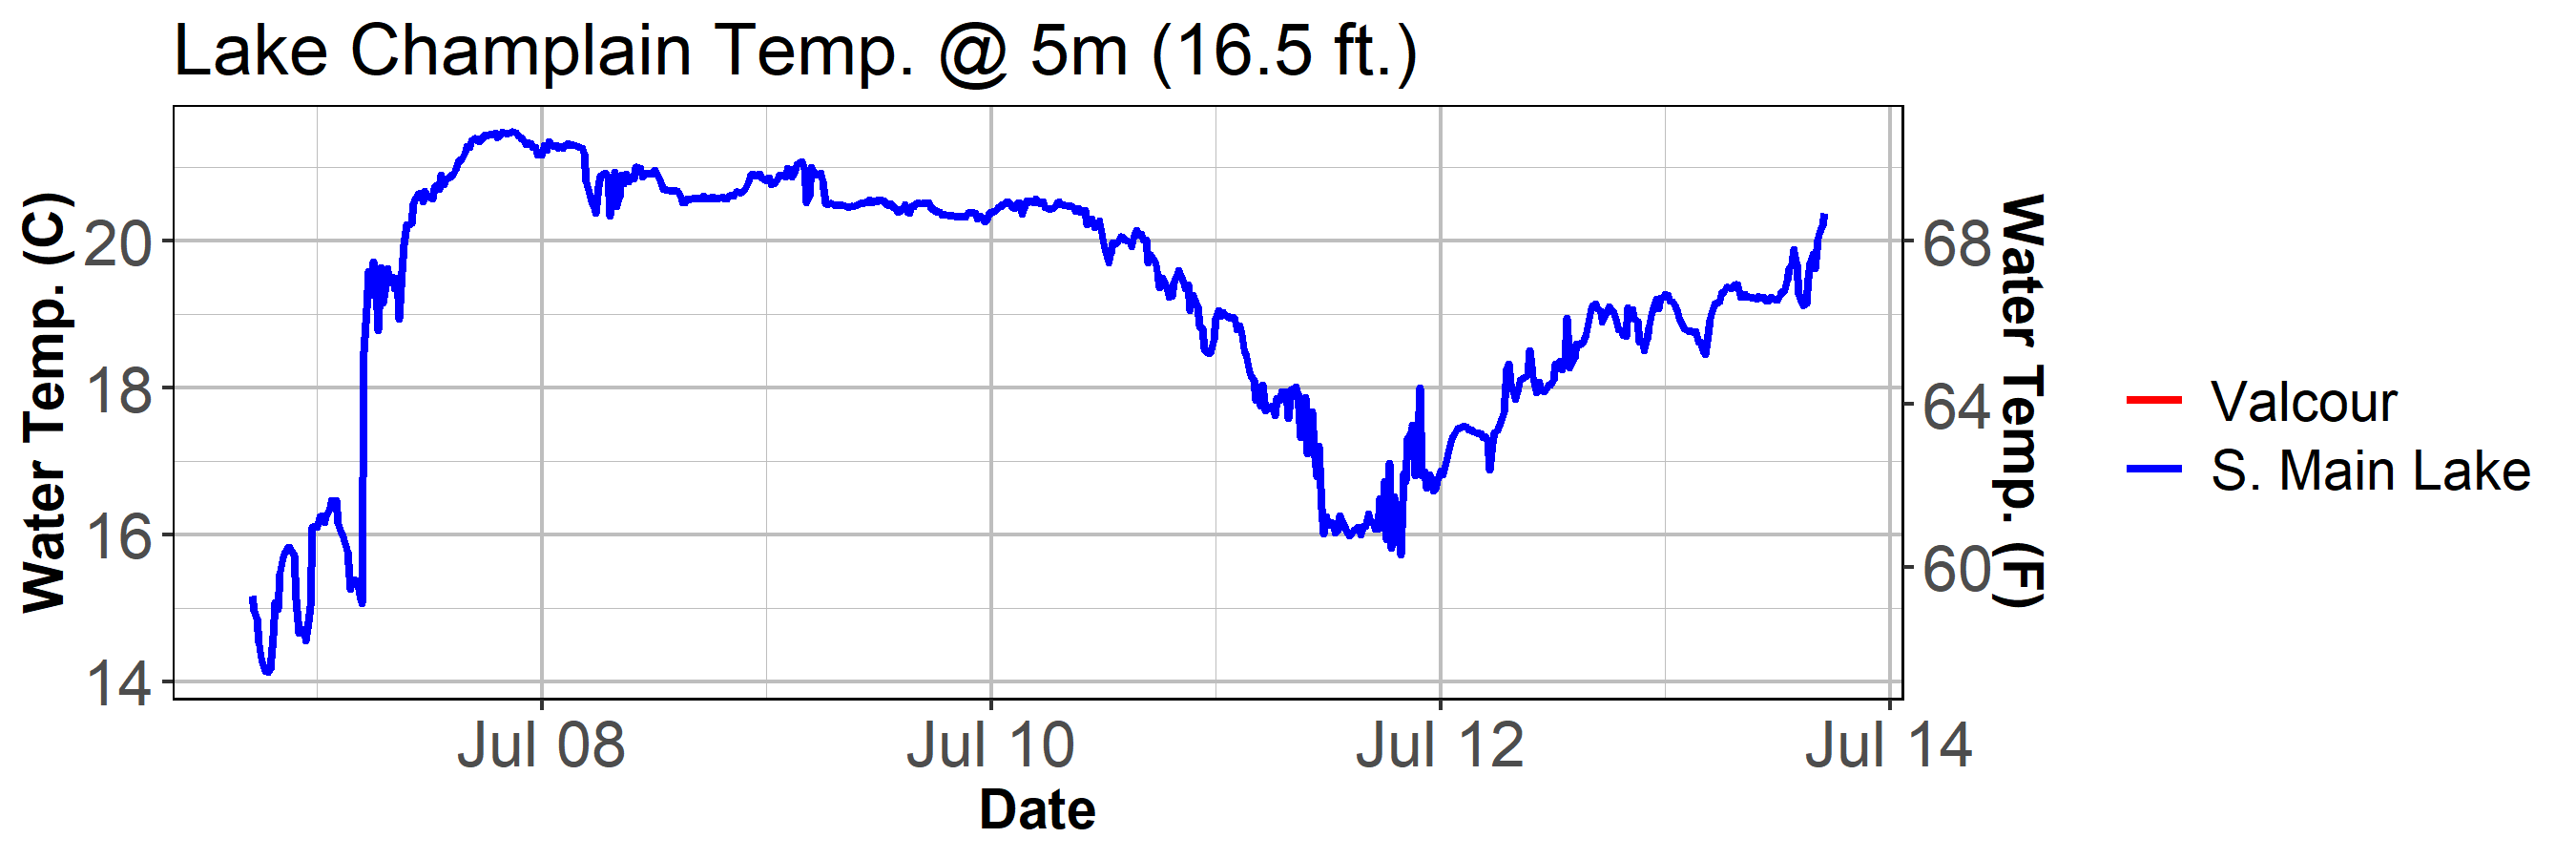 Lake Champlain Temp. @ 5m (16.5 ft.)
Water Temp. (C)
20
18
16
14
68
64
60
Water Temp. (F)
Jul 08
Jul 10
Jul 12
Jul 14
Date
Valcour
S. Main Lake